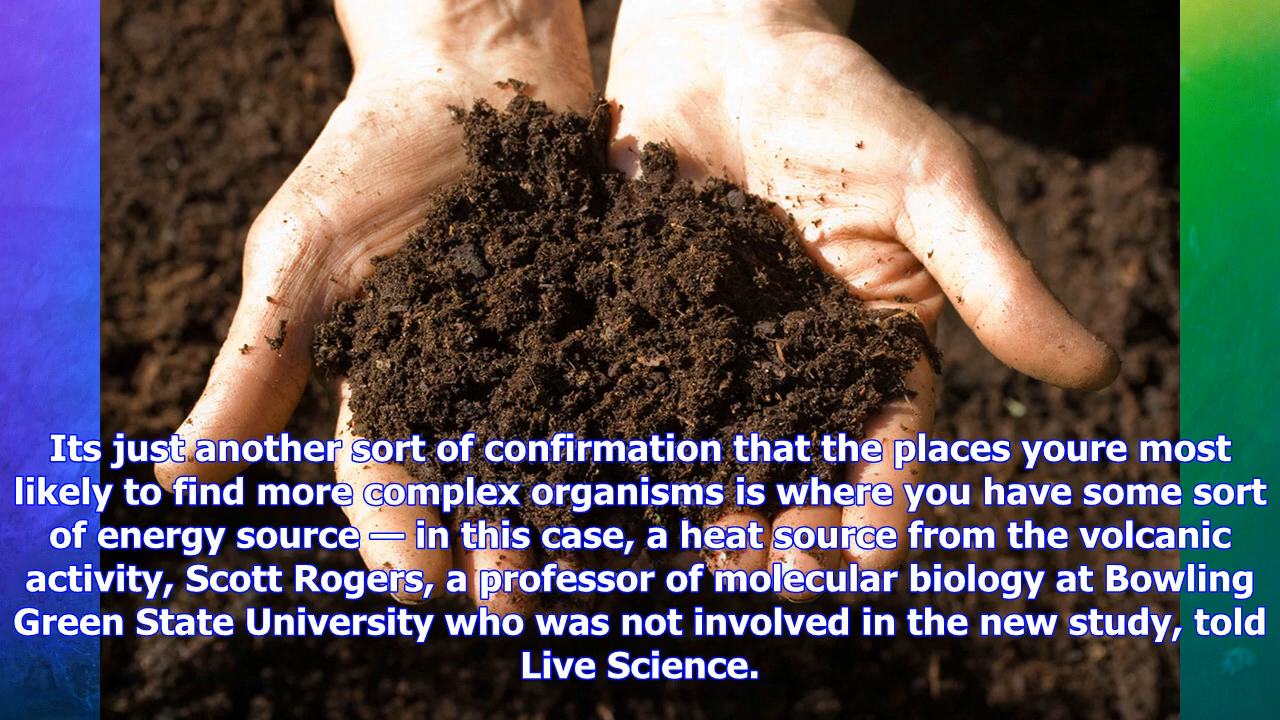 Its just another sort of confirmation that the places youre most
likely to find more complex organisms is where you have some sort
of energy source — in this case, a heat source from the volcanic
activity, Scott Rogers, a professor of molecular biology at Bowling
Green State University who was not involved in the new study, told
Live Science.